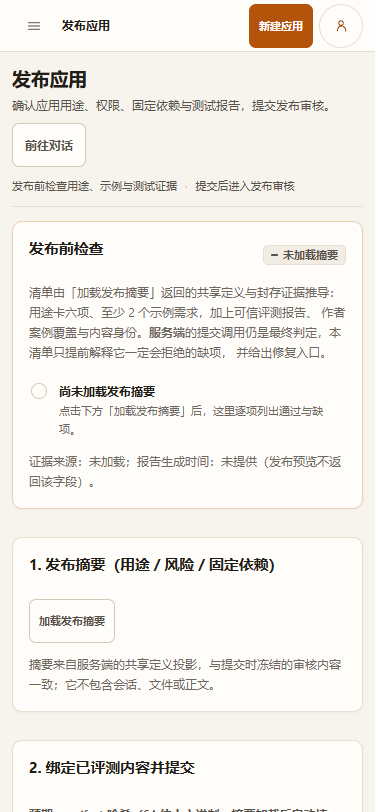 发布应用
新建应用
发布应用
确认应用用途、权限、固定依赖与测试报告，提交发布审核。
前往对话
发布前检查用途、示例与测试证据 · 提交后进入发布审核
发布前检查
– 未加载摘要
清单由「加载发布摘要」返回的共享定义与封存证据推导：
用途卡六项、至少 2 个示例需求，加上可信评测报告、 作者
案例覆盖与内容身份。服务端的提交调用仍是最终判定，本
清单只提前解释它一定会拒绝的缺项， 并给出修复入口。
尚未加载发布摘要
点击下方「加载发布摘要」后，这里逐项列出通过与缺
项。
证据来源：未加载；报告生成时间：未提供（发布预览不返
回该字段）。
1. 发布摘要（用途 / 风险 / 固定依赖）
加载发布摘要
摘要来自服务端的共享定义投影，与提交时冻结的审核内容
一致；它不包含会话、文件或正文。
2. 绑定已评测内容并提交